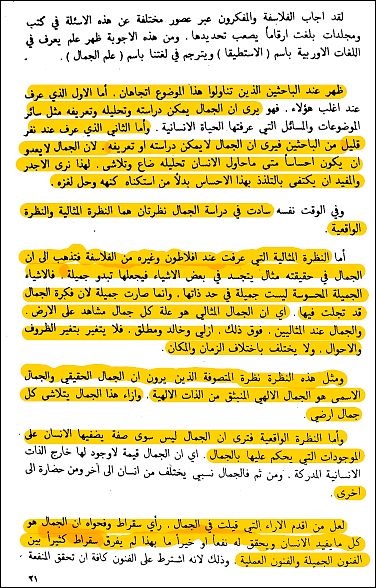 لقد اجاب الفلاسفة والمفكرون عبر عصور مختلفة عن هذه الاسئلة في كتب
ومجلدات بلغت ارقاماً يصعب تحديدها . ومن هذه الاجوبة ظهر علم يعرف في
اللغات الاوربية باسم ( الاستطيقا ) ويترجم في لغتنا باسم ( علم الجمال ) .
ظهر عند الباحثين الذين تناولوا هذا الموضوع اتجاهان . أما الاول الذي عرف
عند اغلب هؤلاء . فهو يرى ان الجمال يمكن دراسته وتحليله وتعريفه مثل سائر
الموضوعات والمسائل التي عرفتها الحياة الانسانية . وأما الثاني الذي عرف عند نفر
قليل من الباحثين فيرى ان الجمال لا يمكن دراسته او تعريفه . لان الجمال لا يعدو
ان يكون احساساً متى ماحاول الانسان تحليله ضاع وتلاشى . لهذا نرى الاجدر
والمفيد ان يكتفى بالتلذذ بهذا الاحساس بدلاً من استكناه كنهه وحل لغزه .
وفي الوقت نفسه سادت في دراسة الجمال نظرتان هما النظرة المثالية والنظرة
الواقعية .
أما النظرة المثالية التي عرفت عند افلاطون وغيره من الفلاسفة فتذهب الى ان
الجمال في حقيقته مثال يتجسد في بعض الاشياء فيجعلها تبدو جميلة . فالاشياء
الجميلة المحسوسة ليست جميلة في حد ذاتها . وانما صارت جميلة لان فكرة الجمال
قد تجلت فيها . اي ان الجمال المثالي هو علة كل جمال مشاهد على الارض .
والجمال عند المثاليين . فوق ذلك . ازلي وخالد ومطلق . فلا يتغير بتغير الظروف
والاحوال . ولا يختلف باختلاف الزمان والمكان .
ومثل هذه النظرة نظرة المتصوفة الذين يرون ان الجمال الحقيقي والجمال
الاسمى هو الجمال الالهي المنبثق من الذات الالهية . وازاء هذا الجمال يتلاشى كل
جمال ارضي .
وأما النظرة الواقعية فترى ان الجمال ليس سوى صفة يضفيها الانسان على
الموجودات التي يحكم عليها بالجمال . اي ان الجمال قيمة لاوجود لها خارج الذات
الانسانية المدركة . ومن ثم فالجمال نسبي يختلف من انسان الى آخر ومن حضارة الى
اخرى .
لعل من اقدم الاراء التي قيلت في الجمال . رأي سقراط وفحواه ان الجمال هو
كل مايفيد الانسان ويحقق له نفعاً او خيراً ما بهذا لم يفرق سقراط كثيراً بين
الفنون الجميلة والفنون العملية . وذلك لانه اشترط على الفنون كافة ان تحقق المنفعة
٢١